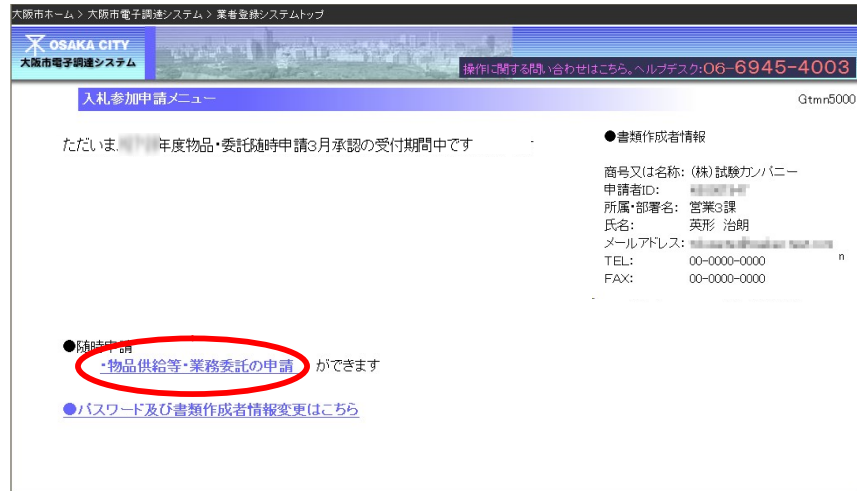 大阪市ホーム > 大阪市電子調達システム > 業者登録システムトップ
OSAKA CITY
大阪市電子調達システム
操作に関する問い合わせはこちら。ヘルプデスク:06-6945-4003
入札参加申請メニュー
Gtmn5000
ただいま 年度物品・委託随時申請3月承認の受付期間中です
●書類作成者情報
商号又は名称: (株)試験カンパニー
申請者ID:
所属・部署名: 営業3課
氏名: 英形 治朗
メールアドレス:
TEL: 00-0000-0000
n
FAX: 00-0000-0000
●随時申請
・物品供給等・業務委託の申請 ができます
●パスワード及び書類作成者情報変更はこちら